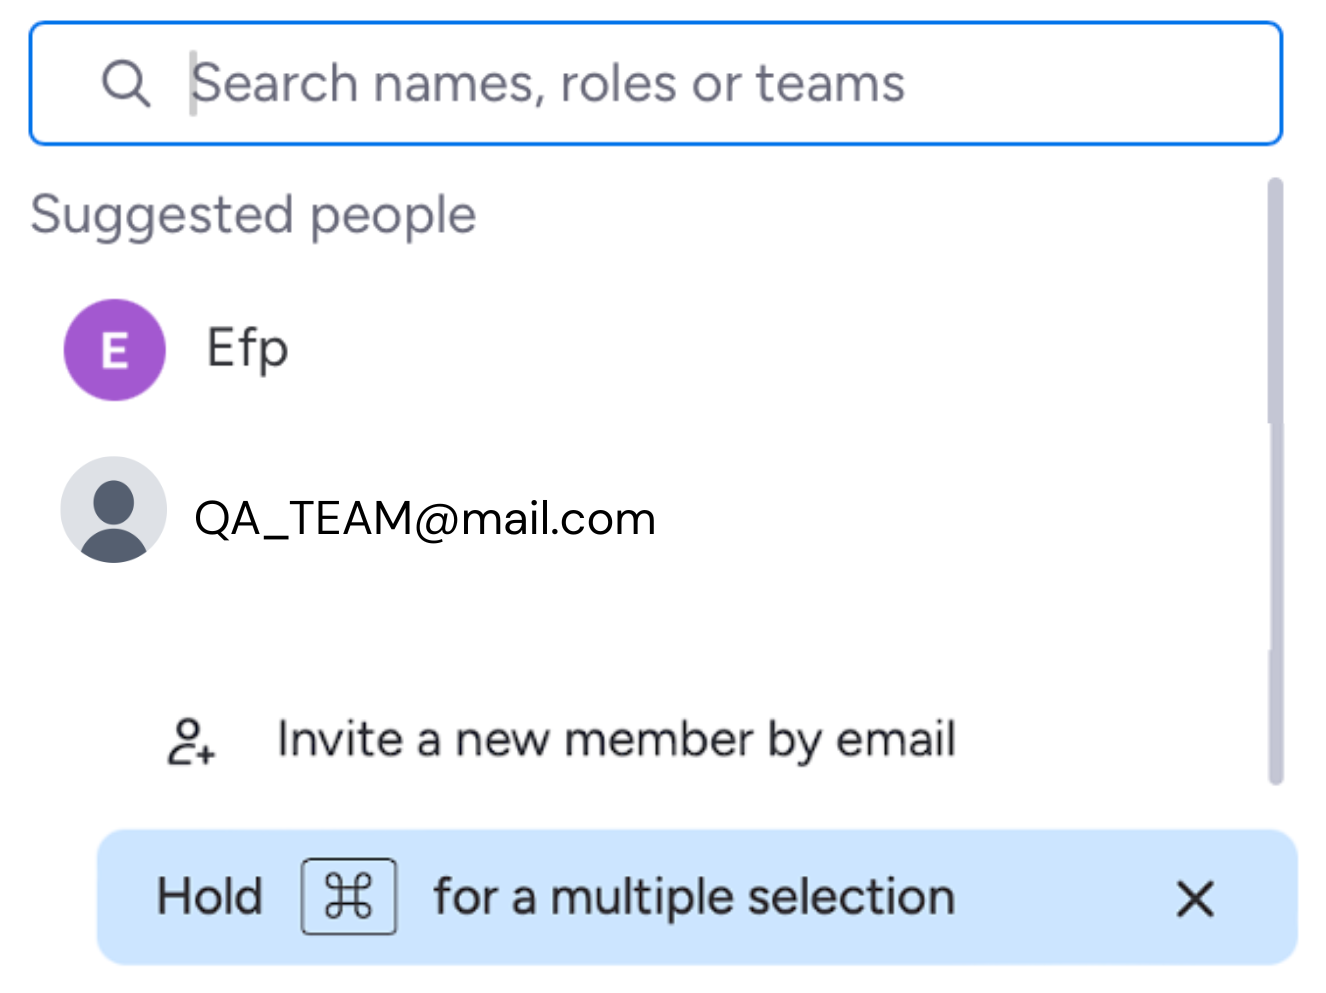 Search names, roles or teams
Suggested people
E Efp
QA_TEAM@mail.com
Invite a new member by email
Hold ⌘ for a multiple selection